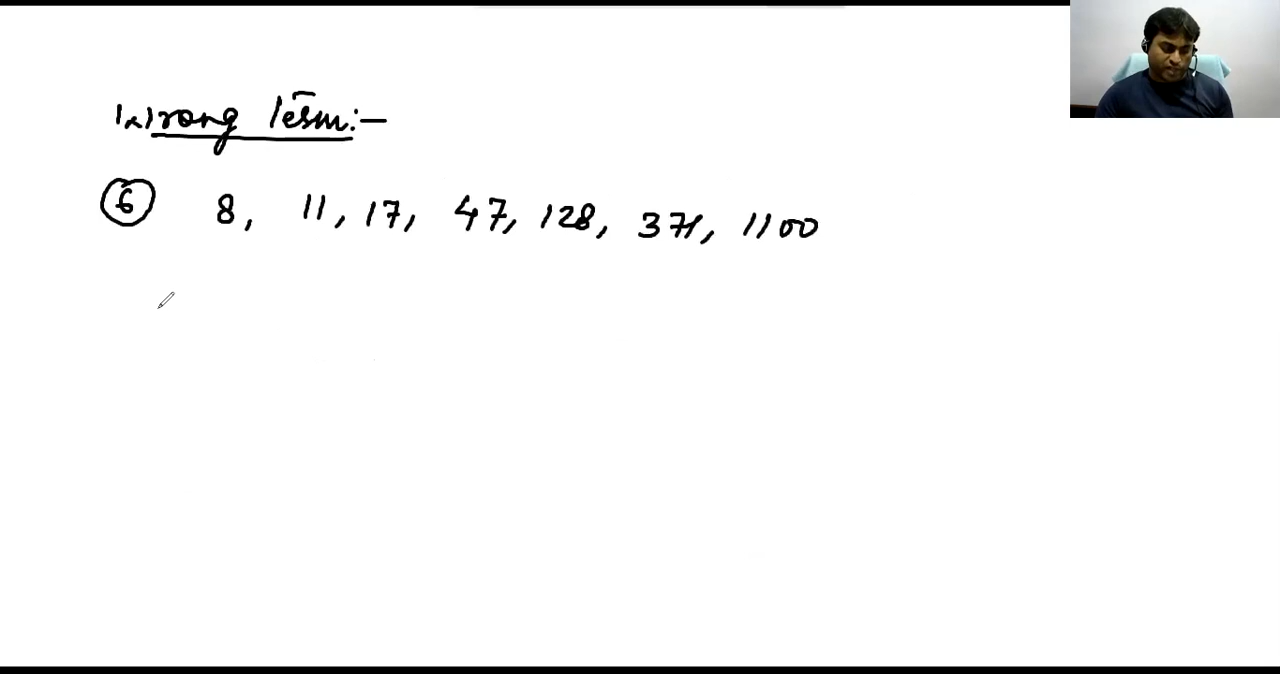 Wrong Term:-
⑥ 8, 11, 17, 47, 128, 371, 1100